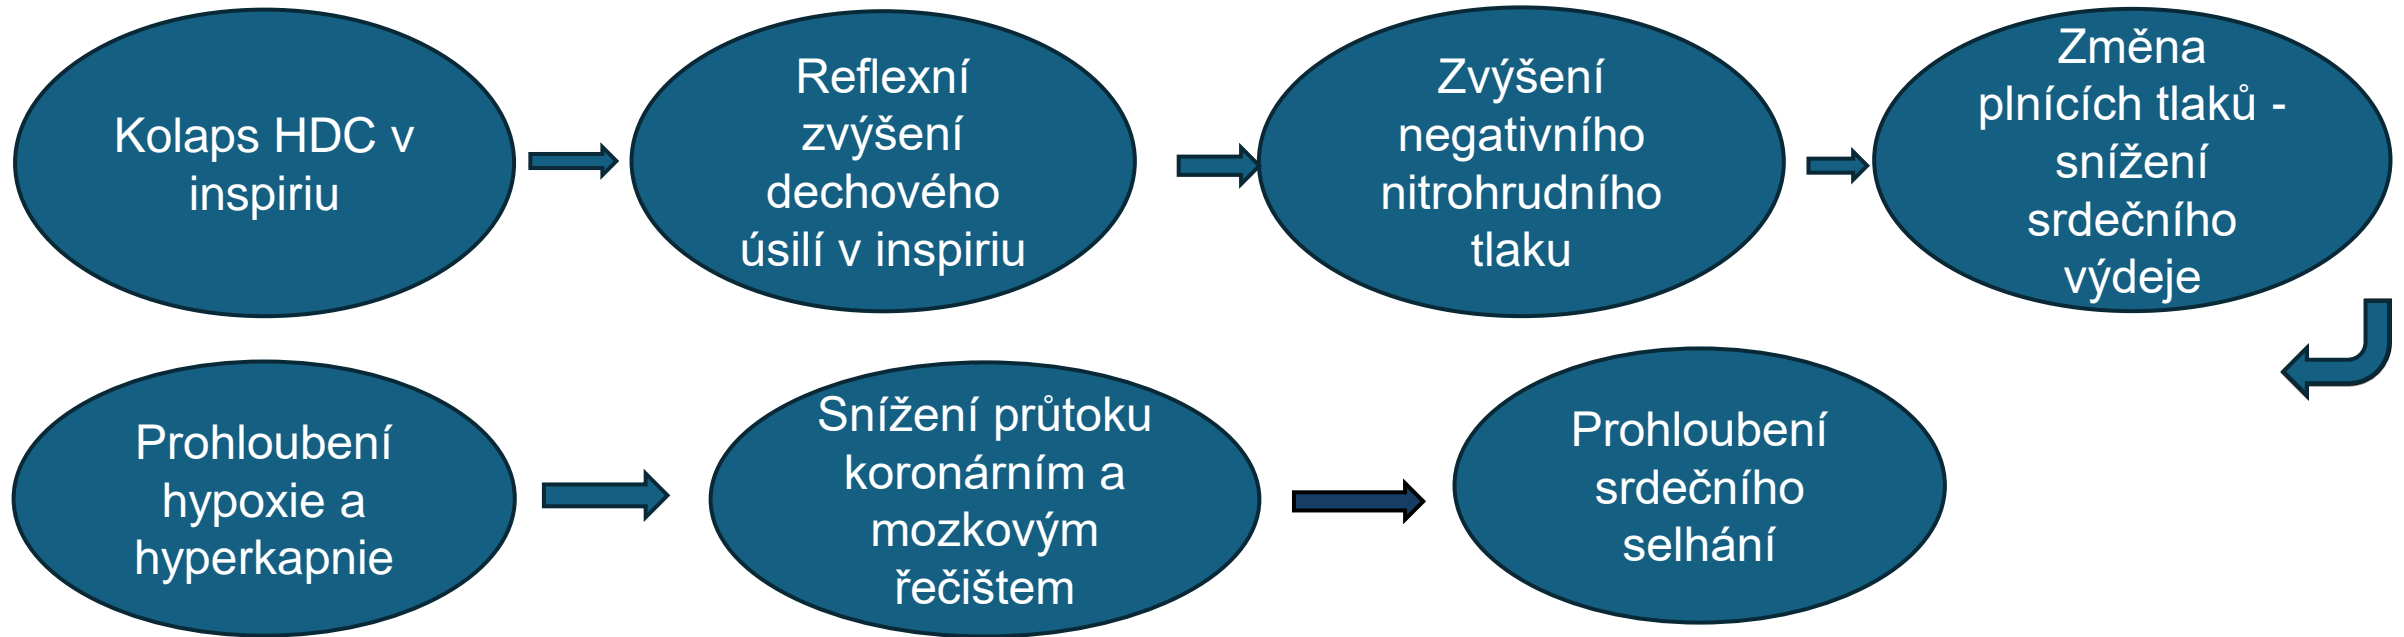 Kolaps HDC v
inspiriu
Reflexní
zvýšení
dechového
úsilí v inspiriu
Zvýšení
negativního
nitrohrudního
tlaku
Změna
plnících tlaků -
snížení
srdečního
výdeje
Prohloubení
hypoxie a
hyperkapnie
Snížení průtoku
koronárním a
mozkovým
řečištem
Prohloubení
srdečního
selhání